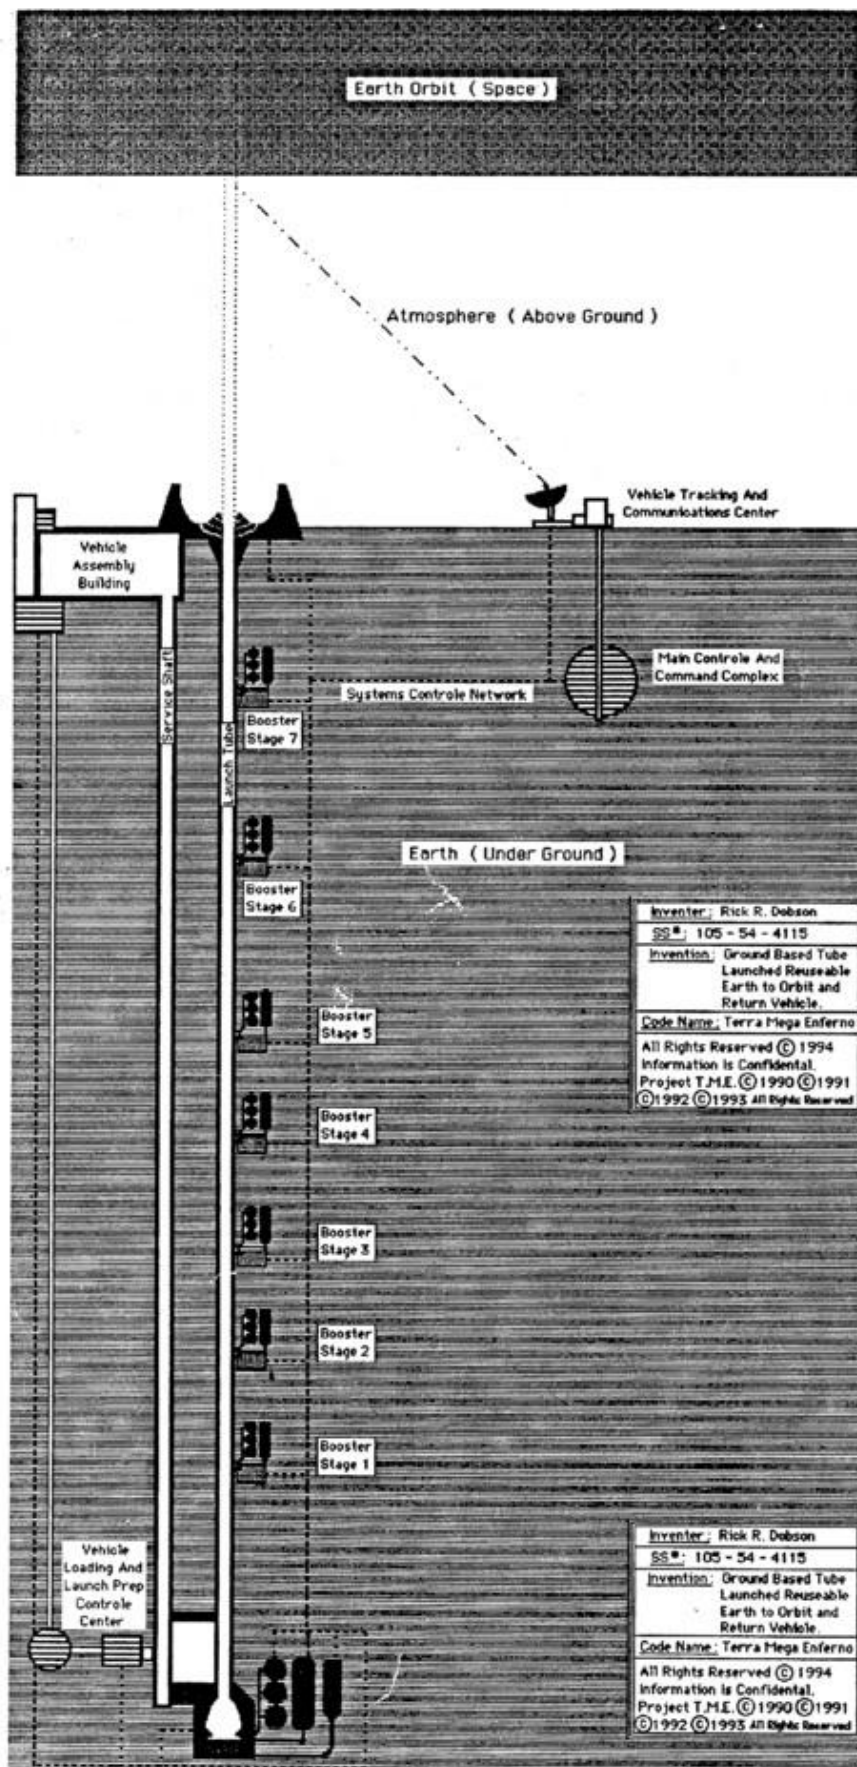 Earth Orbit ( Space )
Atmosphere ( Above Ground )
Vehicle Tracking And
Communications Center
Vehicle
Assembly
Building
Main Controle And
Command Complex
Service Shaft
Systems Controle Network
Launch Tube
Booster
Stage 7
Earth ( Under Ground )
Booster
Stage 6
Inventer : Rick R. Dobson
SS# : 105 - 54 - 4115
Invention : Ground Based Tube
Launched Reuseable
Earth to Orbit and
Return Vehicle.
Code Name : Terra Mega Enferno
All Rights Reserved © 1994
Information Is Confidental.
Project T.M.E. © 1990 © 1991
© 1992 © 1993 All Rights Reserved
Booster
Stage 5
Booster
Stage 4
Booster
Stage 3
Booster
Stage 2
Booster
Stage 1
Vehicle
Loading And
Launch Prep
Controle
Center
Inventer : Rick R. Dobson
SS# : 105 - 54 - 4115
Invention : Ground Based Tube
Launched Reuseable
Earth to Orbit and
Return Vehicle.
Code Name : Terra Mega Enferno
All Rights Reserved © 1994
Information Is Confidental.
Project T.M.E. © 1990 © 1991
© 1992 © 1993 All Rights Reserved